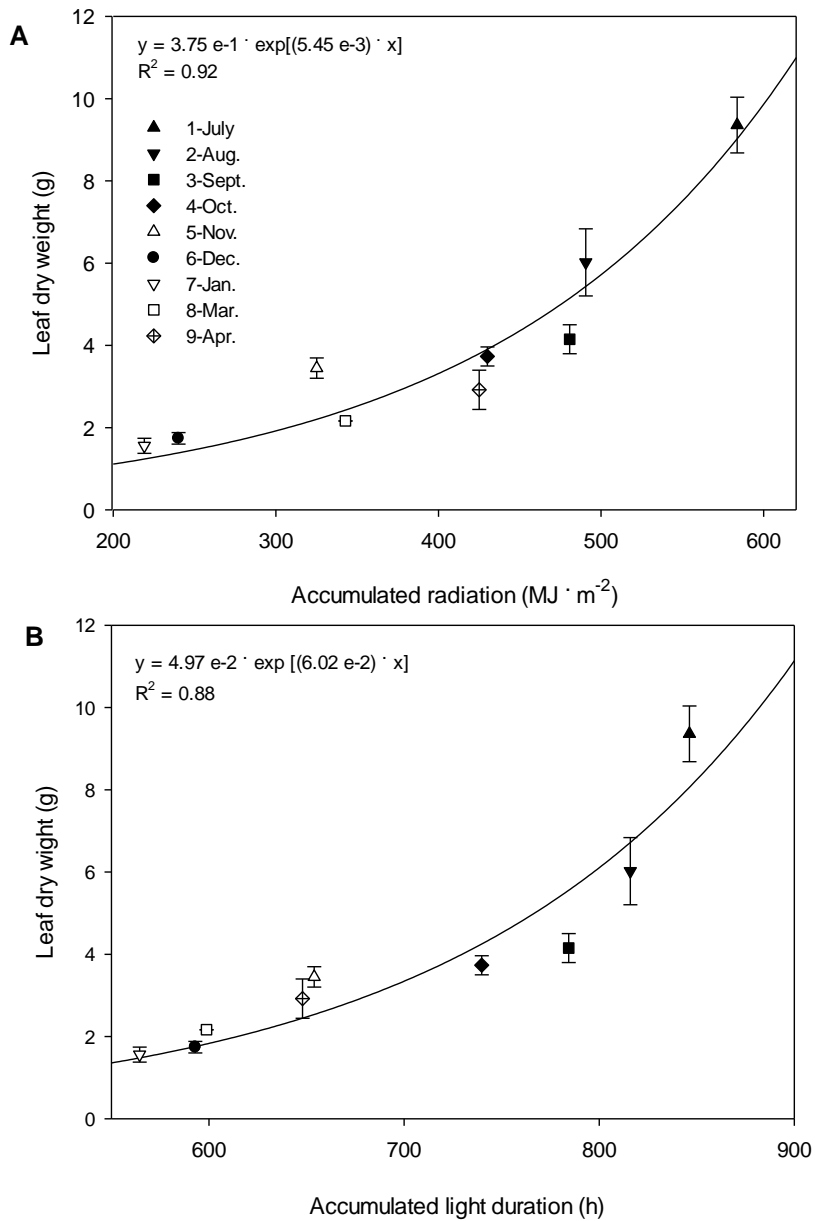 A
y = 3.75 e-1 · exp[(5.45 e-3) · x]
R² = 0.92
1-July
2-Aug.
3-Sept.
4-Oct.
5-Nov.
6-Dec.
7-Jan.
8-Mar.
9-Apr.
12
10
8
6
4
2
0
Leaf dry weight (g)
200 300 400 500 600
Accumulated radiation (MJ · m⁻²)
B
y = 4.97 e-2 · exp [(6.02 e-2) · x]
R² = 0.88
12
10
8
6
4
2
0
Leaf dry wight (g)
600 700 800 900
Accumulated light duration (h)